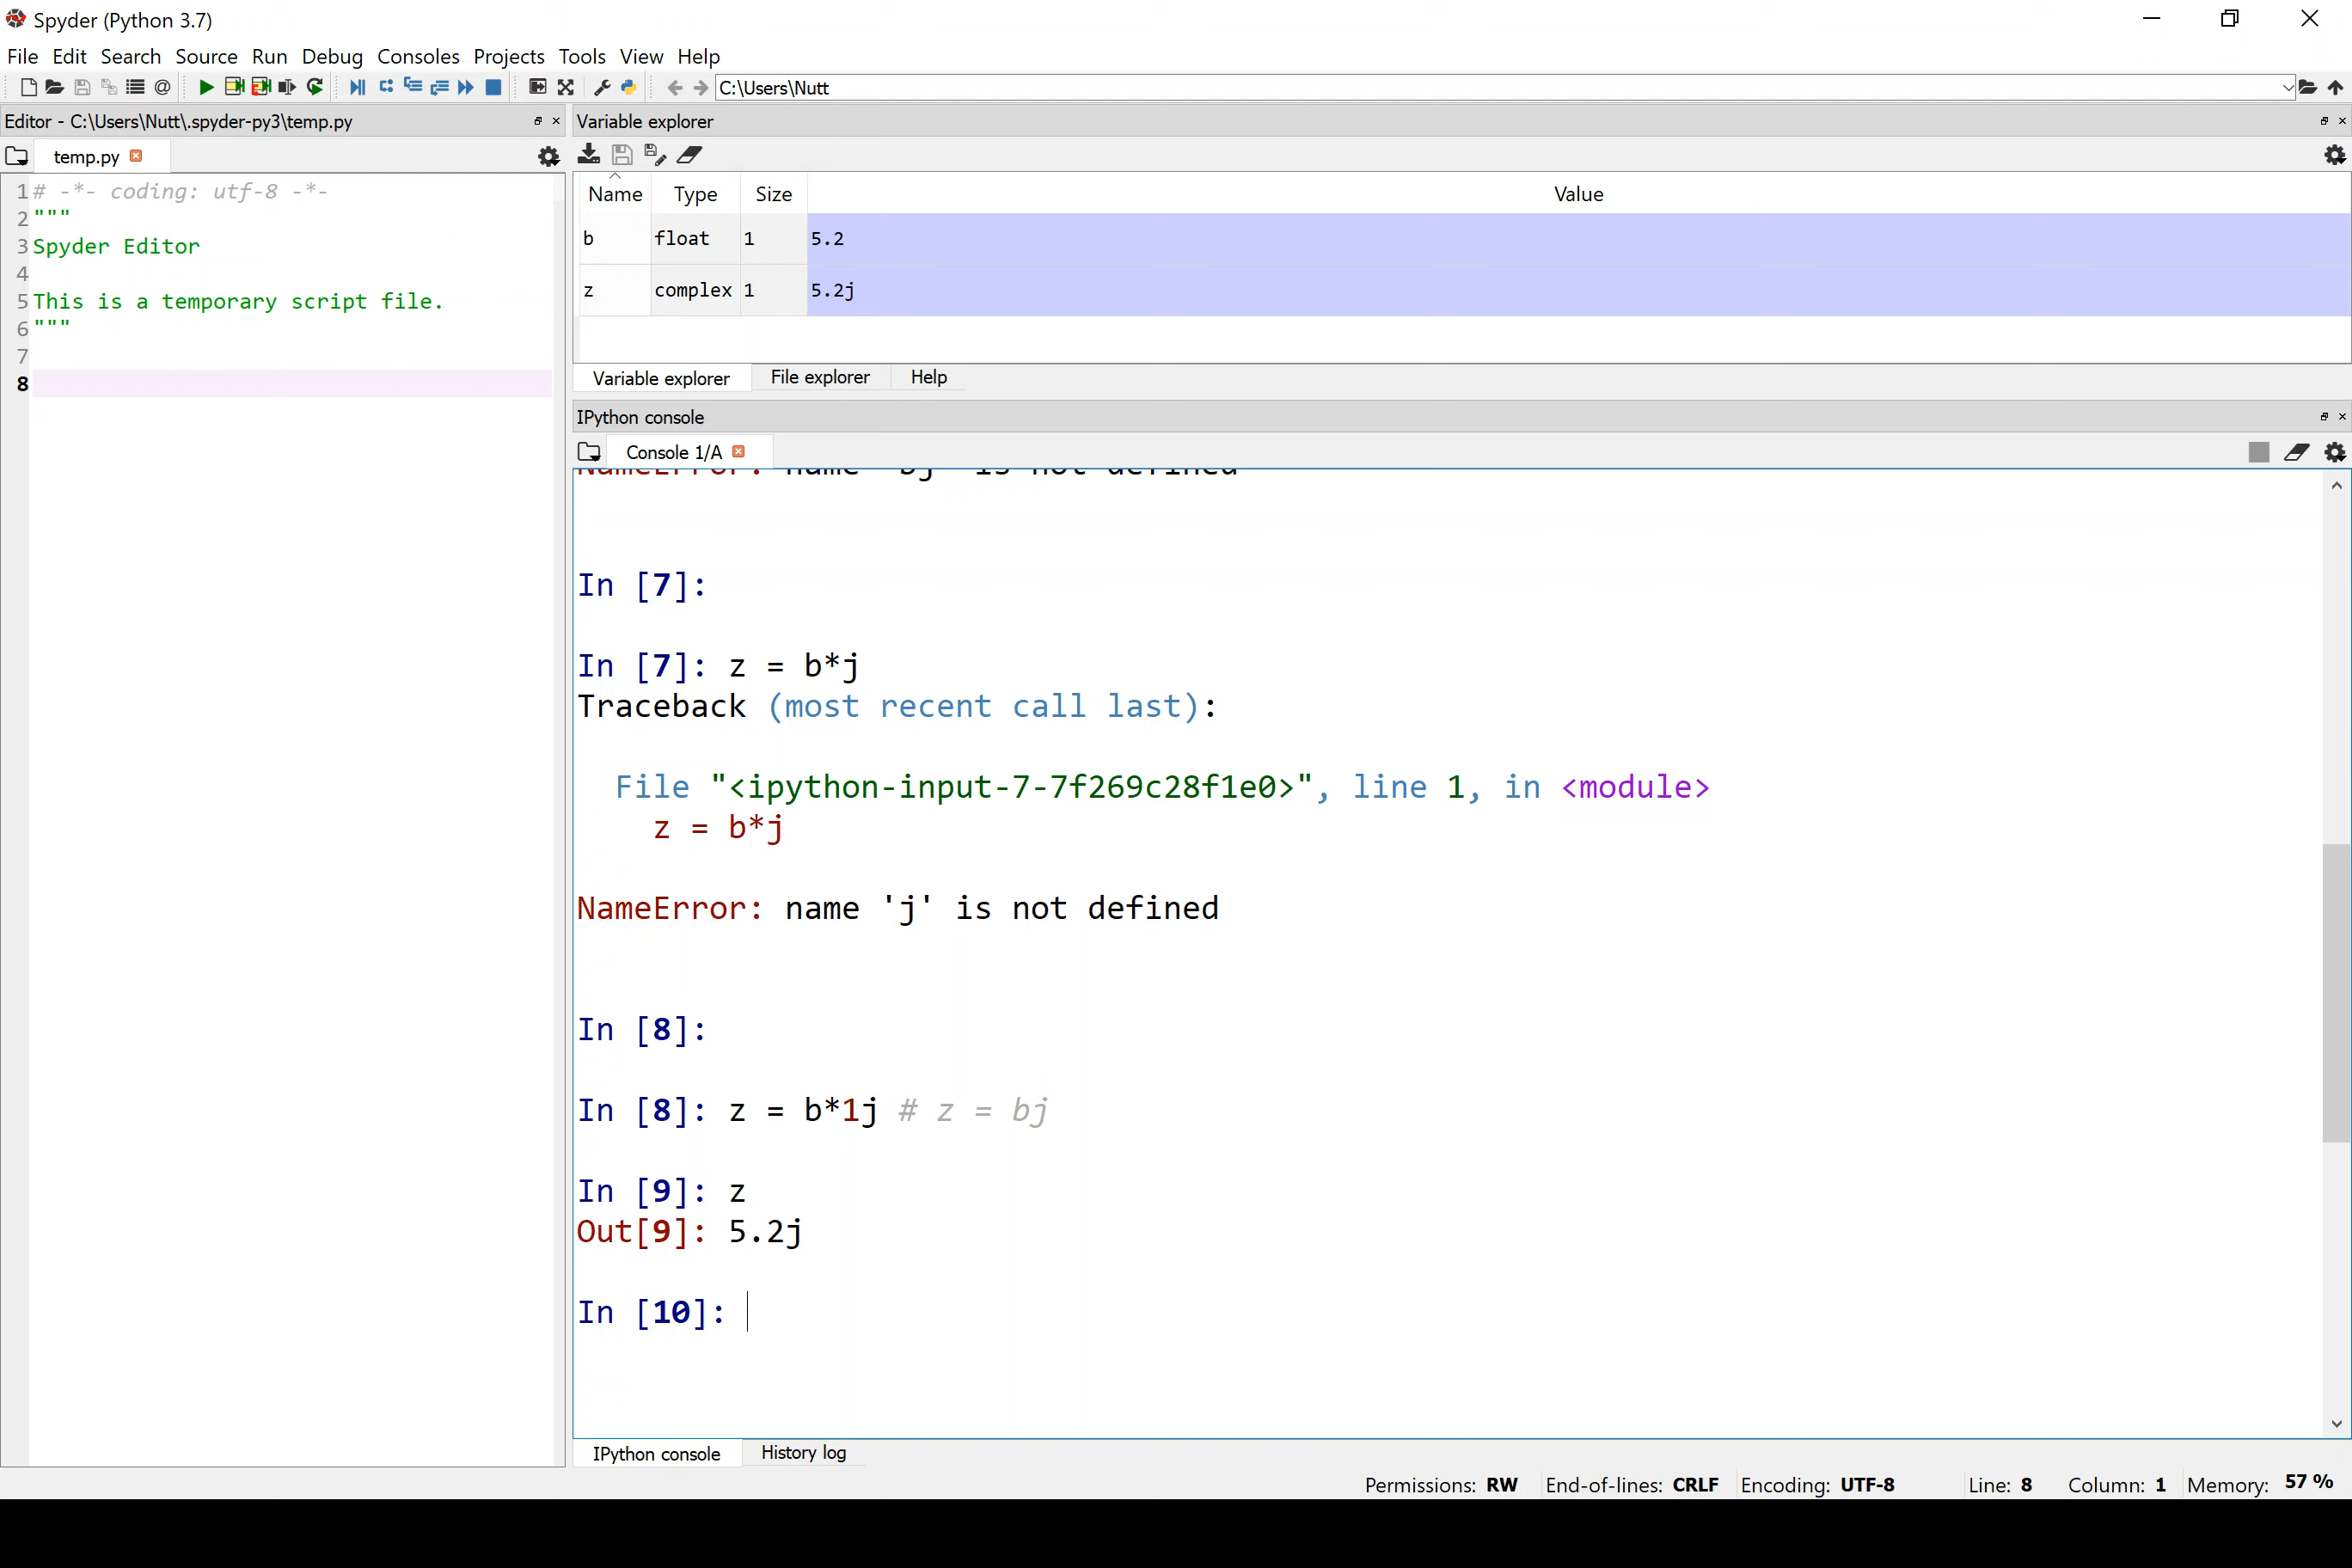 Spyder (Python 3.7)
File Edit Search Source Run Debug Consoles Projects Tools View Help
C:\Users\Nutt
Editor - C:\Users\Nutt\.spyder-py3\temp.py
temp.py
1 # -*- coding: utf-8 -*-
2 """
3 Spyder Editor
4
5 This is a temporary script file.
6 """
7
8
Variable explorer
Name Type Size Value
b float 1 5.2
z complex 1 5.2j
Variable explorer File explorer Help
IPython console
Console 1/A
NameError: name 'bj' is not defined
In [7]:
In [7]: z = b*j
Traceback (most recent call last):
File "<ipython-input-7-7f269c28f1e0>", line 1, in <module>
z = b*j
NameError: name 'j' is not defined
In [8]:
In [8]: z = b*1j # z = bj
In [9]: z
Out[9]: 5.2j
In [10]:
IPython console History log
Permissions: RW End-of-lines: CRLF Encoding: UTF-8 Line: 8 Column: 1 Memory: 57 %